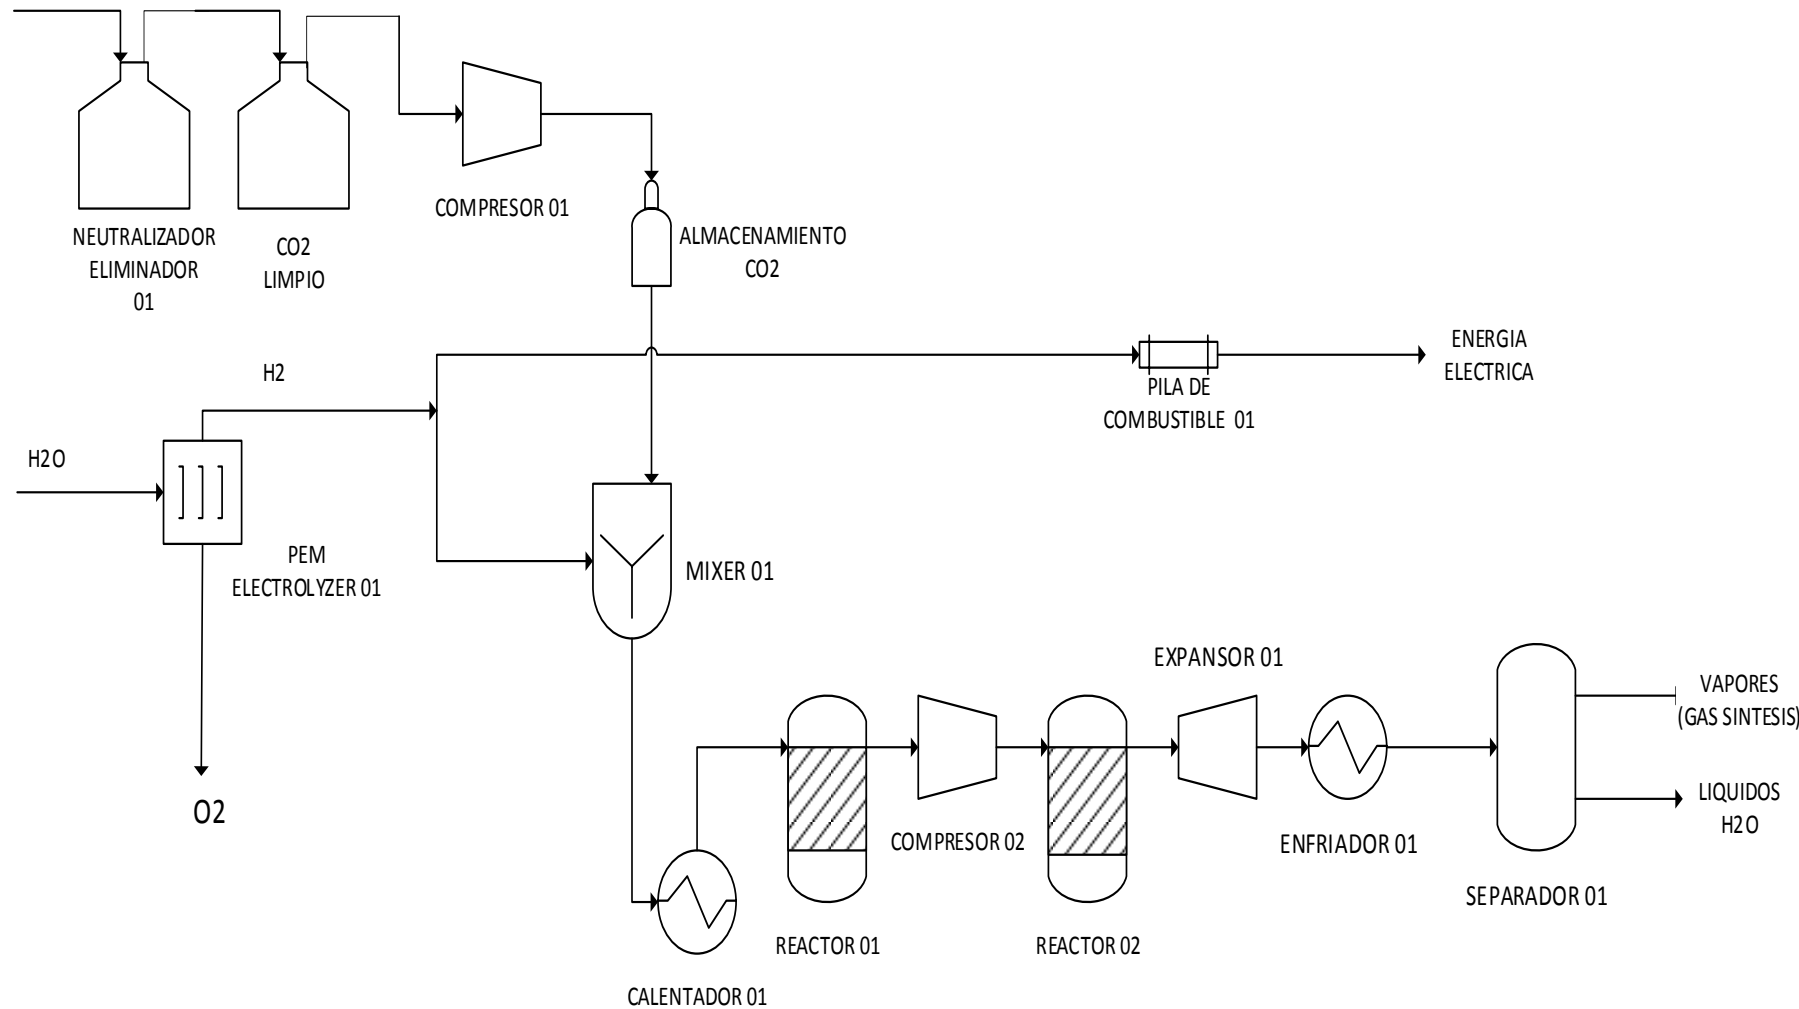 NEUTRALIZADOR
ELIMINADOR
01
CO2
LIMPIO
COMPRESOR 01
ALMACENAMIENTO
CO2
H2
ENERGIA
ELECTRICA
PILA DE
COMBUSTIBLE 01
H2O
PEM
ELECTROLYZER 01
O2
MIXER 01
CALENTADOR 01
REACTOR 01
COMPRESOR 02
REACTOR 02
EXPANSOR 01
ENFRIADOR 01
SEPARADOR 01
VAPORES
(GAS SINTESIS)
LIQUIDOS
H2O